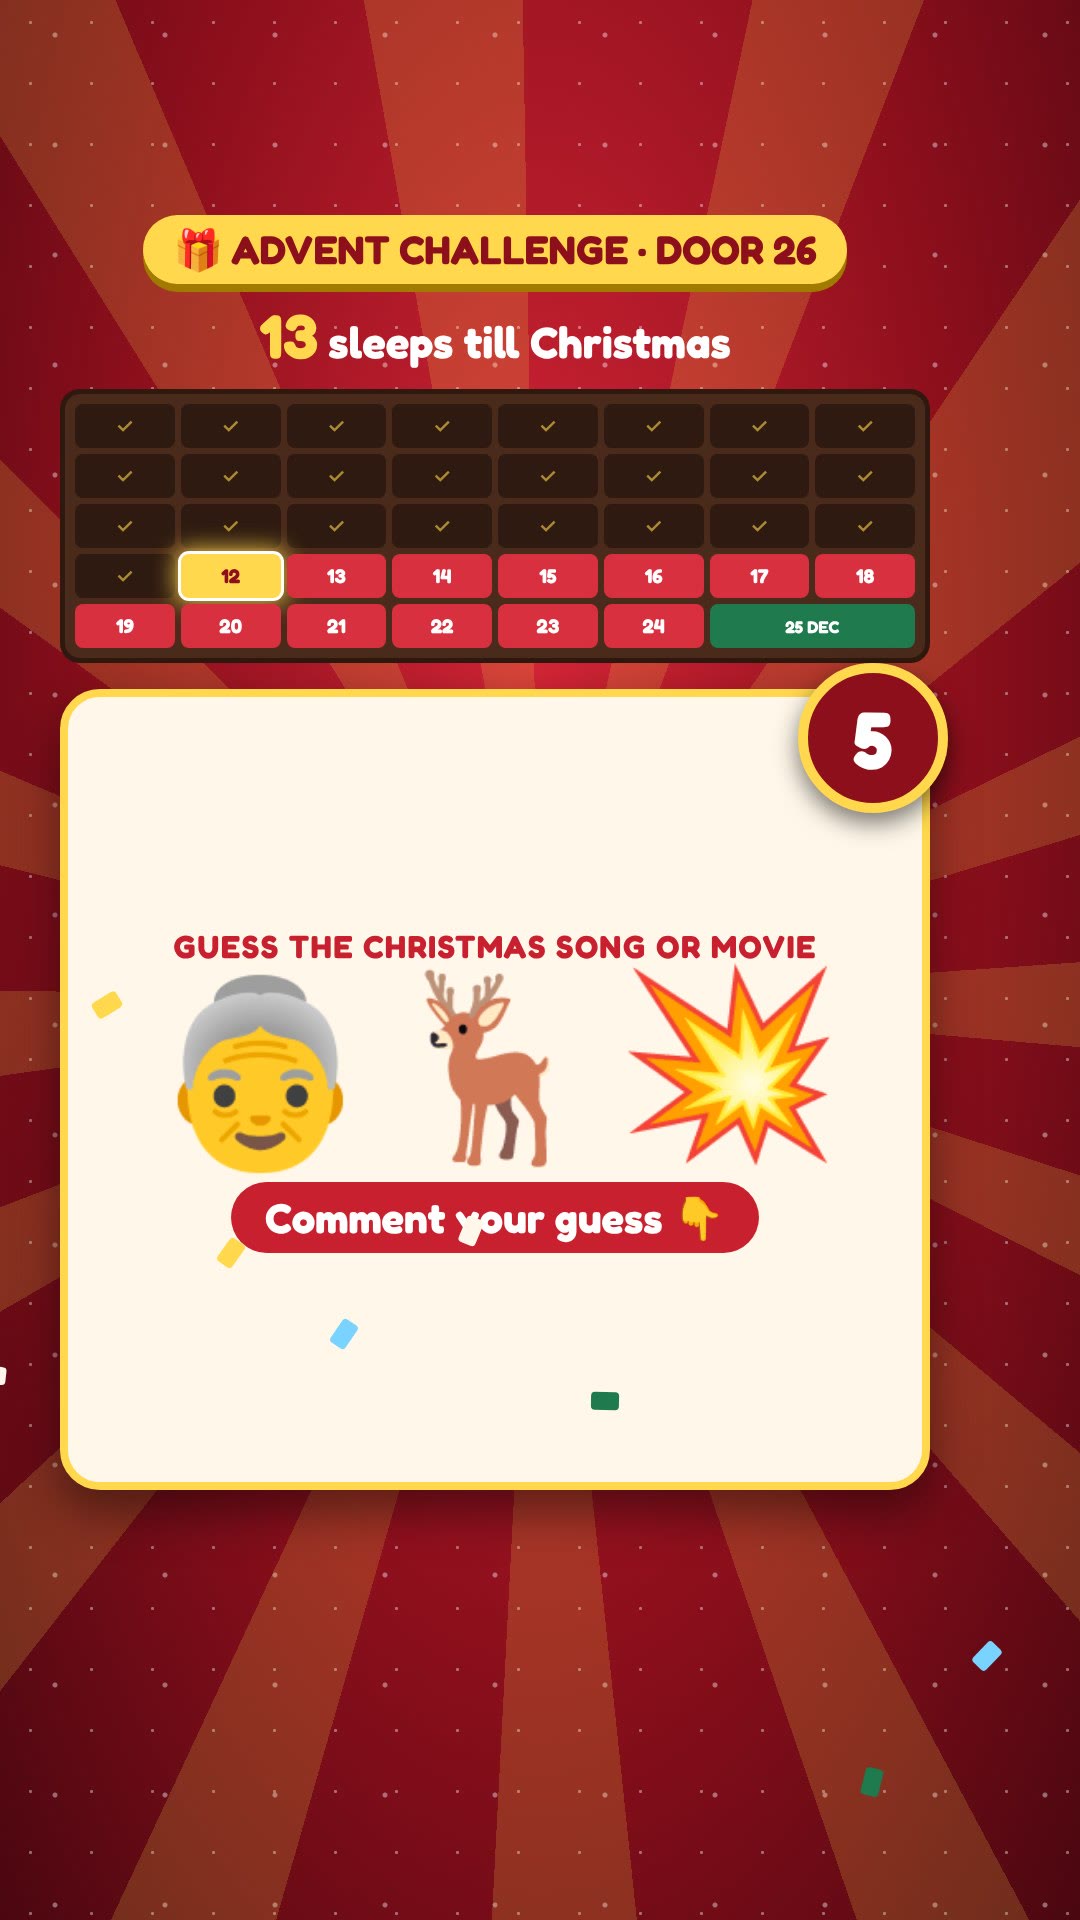 ADVENT CHALLENGE · DOOR 26
13 sleeps till Christmas
12 13 14 15 16 17 18
19 20 21 22 23 24 25 DEC
5
GUESS THE CHRISTMAS SONG OR MOVIE
Comment your guess